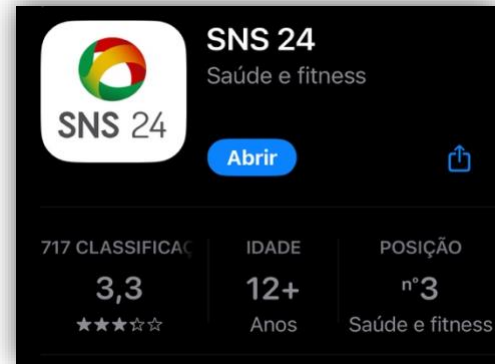 SNS 24
Saúde e fitness
SNS 24
Abrir
717 CLASSIFICAÇ
IDADE
POSIÇÃO
3,3
12+
nº3
★★★☆☆
Anos
Saúde e fitness